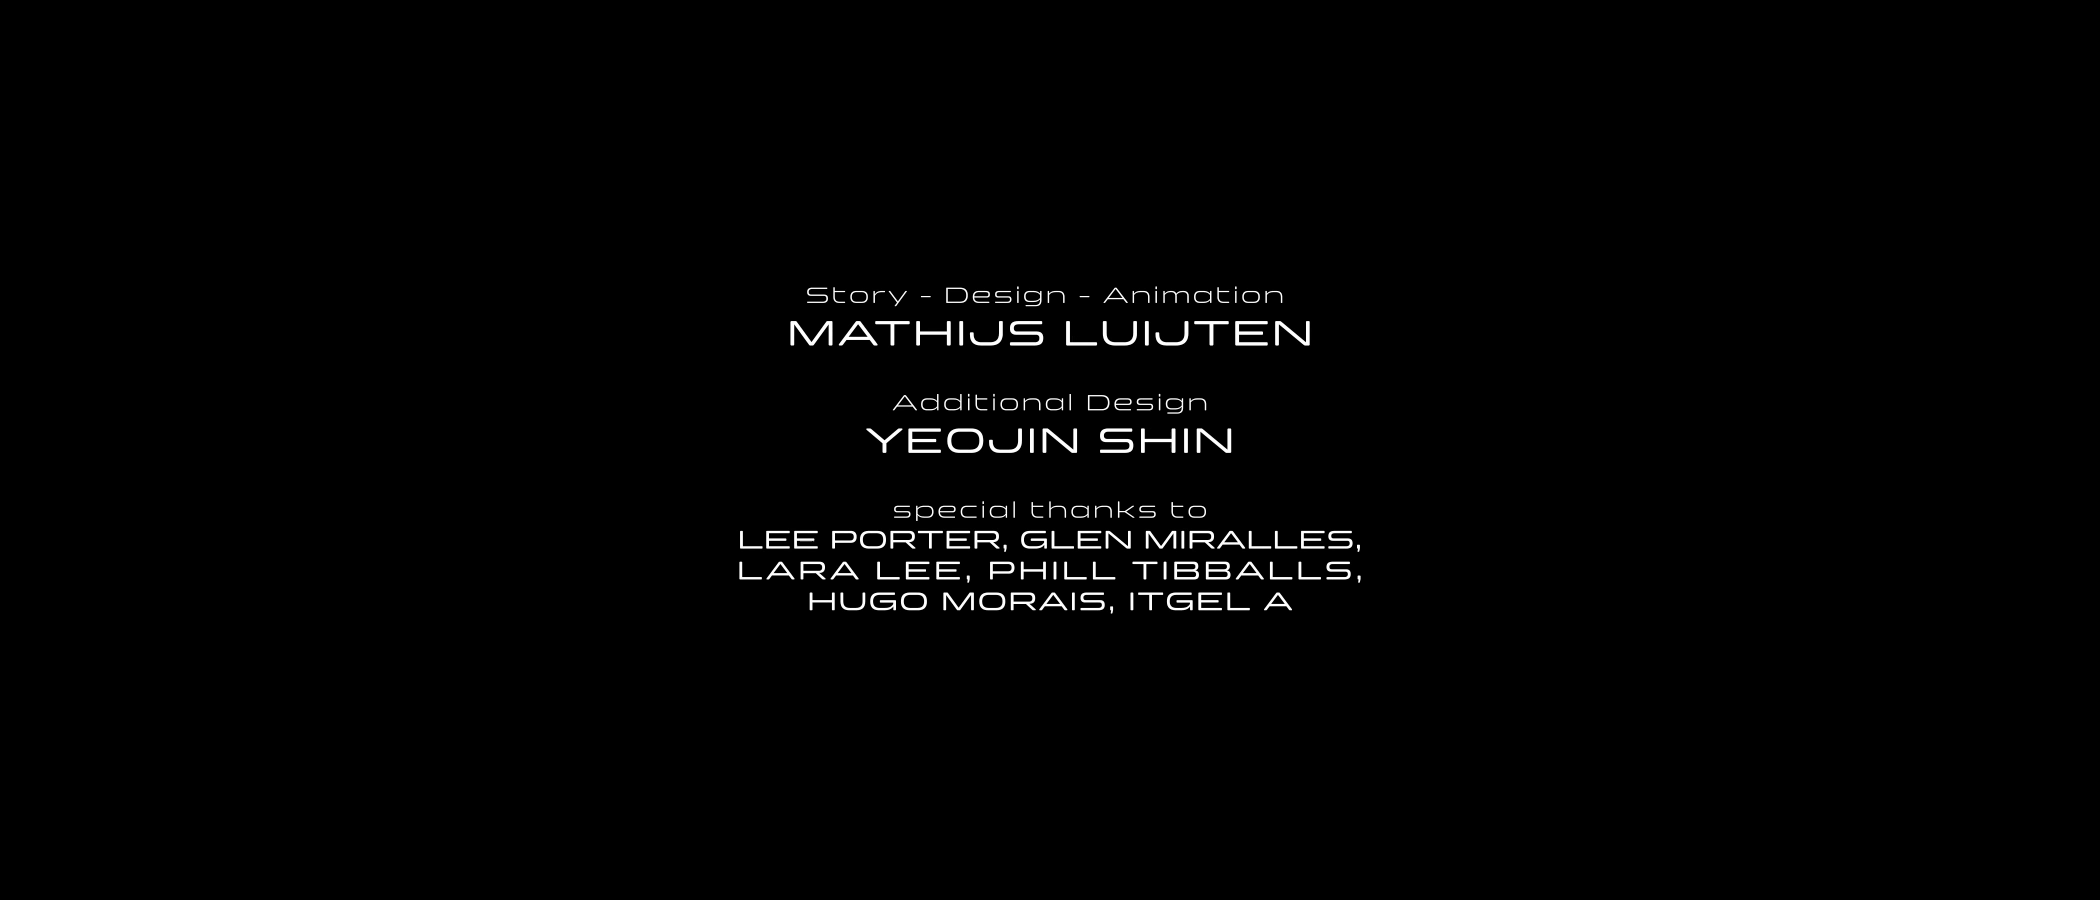 Story - Design - Animation
MATHIJS LUIJTEN
Additional Design
YEOJIN SHIN
special thanks to
LEE PORTER, GLEN MIRALLES,
LARA LEE, PHILL TIBBALLS,
HUGO MORAIS, ITGEL A